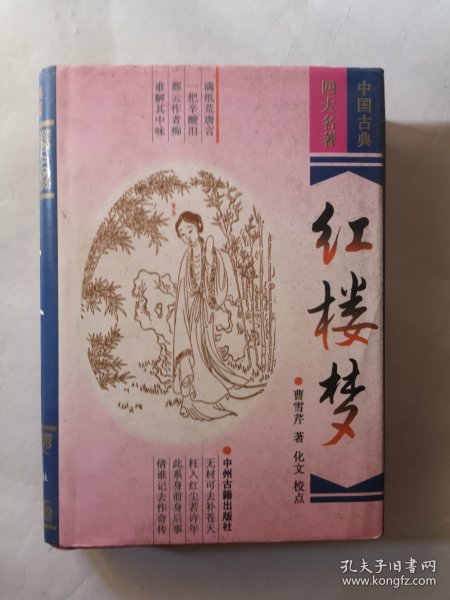 中国古典
四大名著
红楼梦
曹雪芹 著 化文 校点
中州古籍出版社
满纸荒唐言
一把辛酸泪
都云作者痴
谁解其中味
无材可去补苍天
枉入红尘若许年
此系身前身后事
倩谁记去作奇传
社
孔夫子旧书网
www.kongfz.com